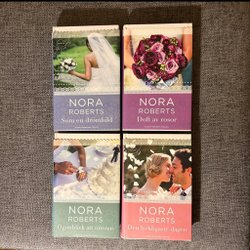 NORA
ROBERTS
Som en drömbild
NORA
ROBERTS
Doft av rosor
NORA
ROBERTS
Ögonblick att minnas
NORA
ROBERTS
Den lyckligaste dagen